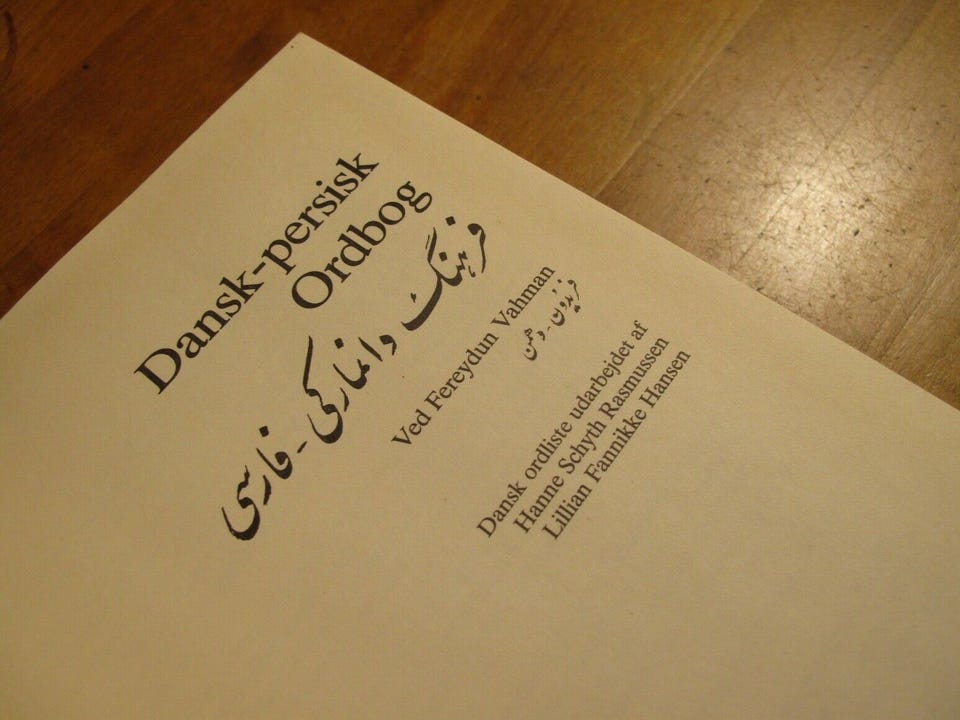 Dansk-persisk
Ordbog
فرهنگ دانمارکی - فارسی
Ved Fereydun Vahman
فریدون - وهمن
Dansk ordliste udarbejdet af
Hanne Schyth Rasmussen
Lillian Fannikke Hansen